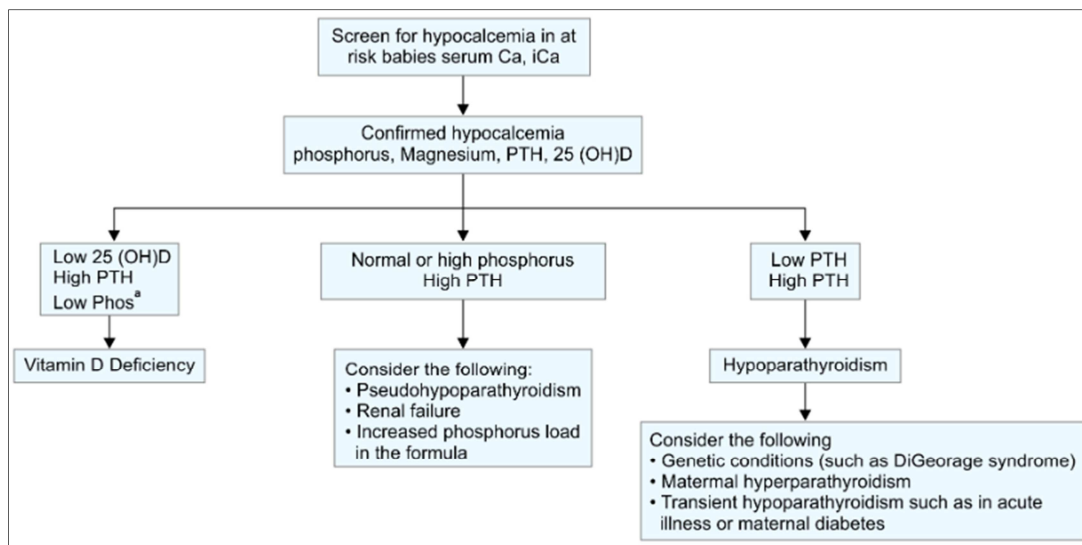 Screen for hypocalcemia in at
risk babies serum Ca, iCa
Confirmed hypocalcemia
phosphorus, Magnesium, PTH, 25 (OH)D
Low 25 (OH)D
High PTH
Low Phosª
Normal or high phosphorus
High PTH
Low PTH
High PTH
Vitamin D Deficiency
Consider the following:
• Pseudohypoparathyroidism
• Renal failure
• Increased phosphorus load
in the formula
Hypoparathyroidism
Consider the following
• Genetic conditions (such as DiGeorage syndrome)
• Matermal hyperparathyroidism
• Transient hypoparathyroidism such as in acute
illness or maternal diabetes